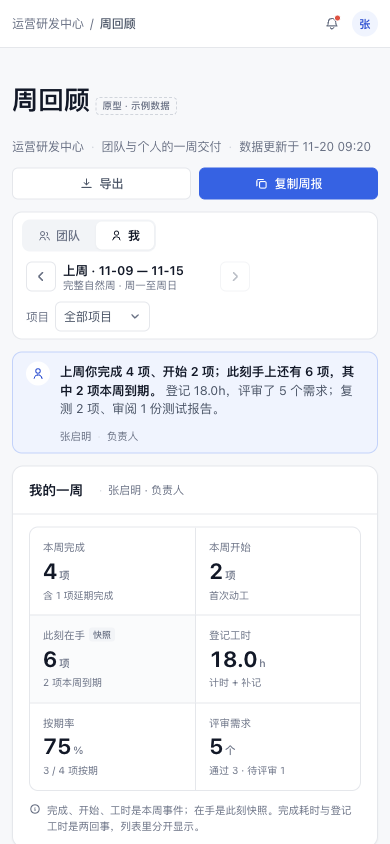 运营研发中心 / 周回顾
张
周回顾 原型 · 示例数据
运营研发中心 · 团队与个人的一周交付 · 数据更新于 11-20 09:20
导出 复制周报
团队 我
上周 · 11-09 — 11-15
完整自然周 · 周一至周日
项目 全部项目
上周你完成 4 项、开始 2 项；此刻手上还有 6 项，其
中 2 项本周到期。 登记 18.0h，评审了 5 个需求；复
测 2 项、审阅 1 份测试报告。
张启明 · 负责人
我的一周 · 张启明 · 负责人
本周完成 本周开始
4 项 2 项
含 1 项延期完成 首次动工
此刻在手 快照 登记工时
6 项 18.0 h
2 项本周到期 计时 + 补记
按期率 评审需求
75 % 5 个
3 / 4 项按期 通过 3 · 待评审 1
完成、开始、工时是本周事件；在手是此刻快照。完成耗时与登记
工时是两回事，列表里分开显示。